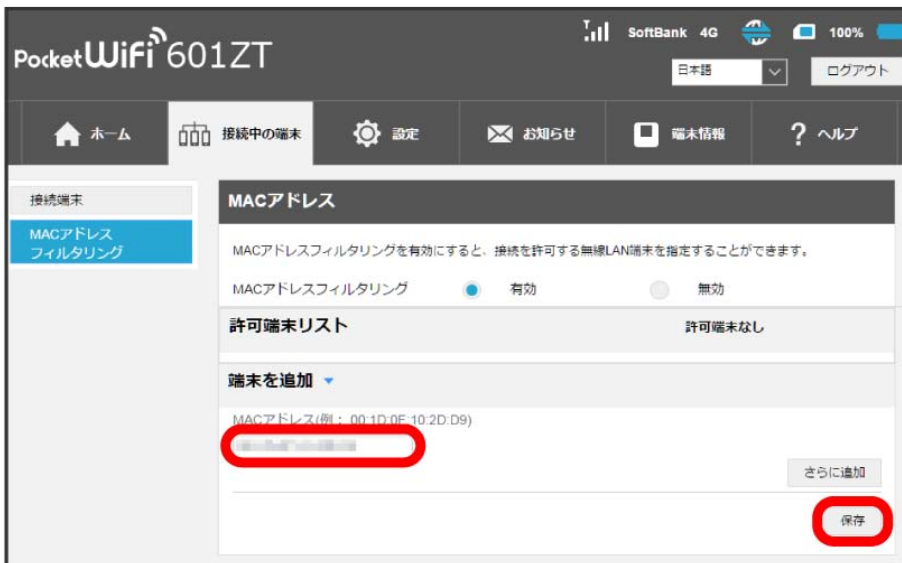 Pocket WiFi 601ZT
SoftBank 4G 100%
日本語 ログアウト
ホーム 接続中の端末 設定 お知らせ 端末情報 ? ヘルプ
接続端末
MACアドレス
フィルタリング
MACアドレス
MACアドレスフィルタリングを有効にすると、接続を許可する無線LAN端末を指定することができます。
MACアドレスフィルタリング 有効 無効
許可端末リスト 許可端末なし
端末を追加
MACアドレス(例： 00:1D:0F:10:2D:D9)
さらに追加
保存